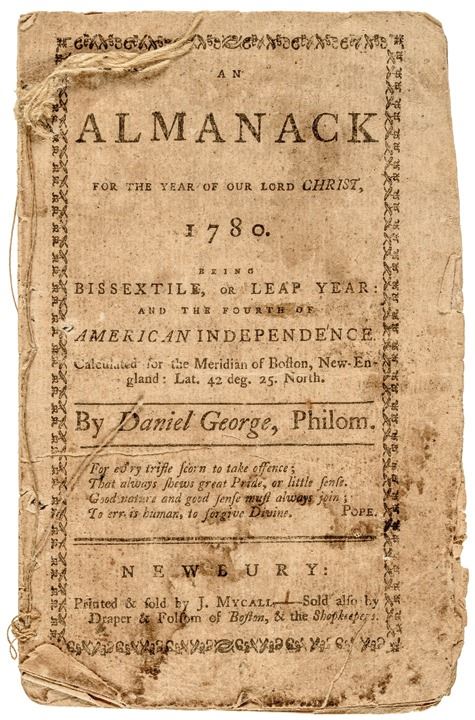 AN
ALMANACK
FOR THE YEAR OF OUR LORD CHRIST,
1780.
BEING
BISSEXTILE, OR LEAP YEAR:
AND THE FOURTH OF
AMERICAN INDEPENDENCE.
Calculated for the Meridian of Boſton, New-En-
gland: Lat. 42 deg. 25. North.
By Daniel George, Philom.
For ev'ry trifle ſcorn to take offence;
That always ſhews great Pride, or little ſenſe.
Good nature and good ſenſe muſt always join;
To err is human, to forgive Divine. POPE.
NEWBURY:
Printed & sold by J. MYCALL.—Sold also by
Draper & Folſom of Boſton, & the Shopkeepers.